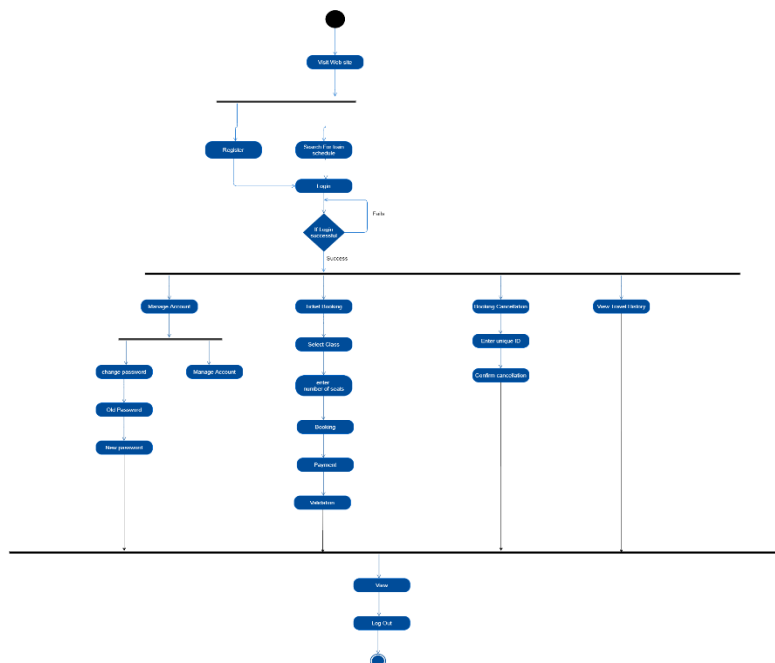 Visit Web site
Register
Search For train
schedule
Login
Fails
If Login
successful
Success
Manage Account
Ticket Booking
Booking Cancellation
View Travel History
Select Class
Enter unique ID
change password
Manage Account
enter
number of seats
Confirm cancellation
Old Password
Booking
New password
Payment
Validation
View
Log Out